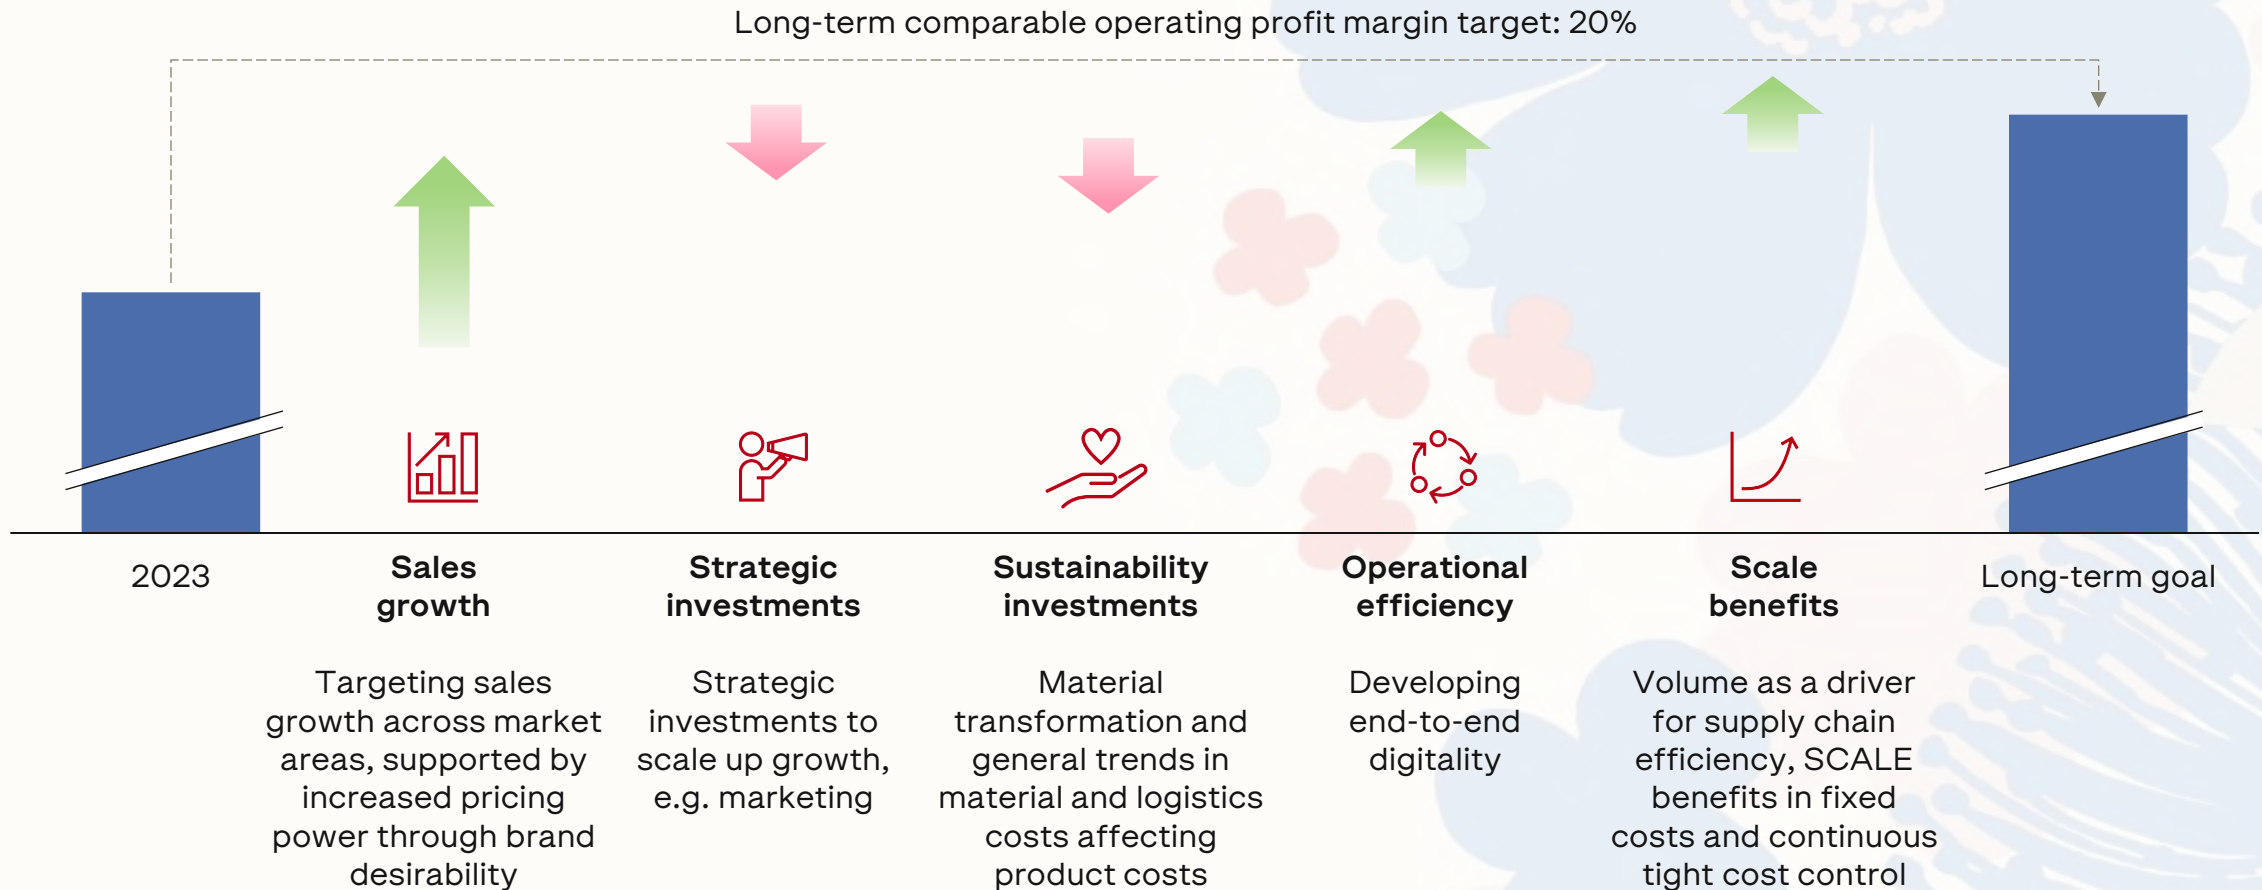 Long-term comparable operating profit margin target: 20%
2023
Sales
growth
Targeting sales
growth across market
areas, supported by
increased pricing
power through brand
desirability
Strategic
investments
Strategic
investments to
scale up growth,
e.g. marketing
Sustainability
investments
Material
transformation and
general trends in
material and logistics
costs affecting
product costs
Operational
efficiency
Developing
end-to-end
digitality
Scale
benefits
Volume as a driver
for supply chain
efficiency, SCALE
benefits in fixed
costs and continuous
tight cost control
Long-term goal